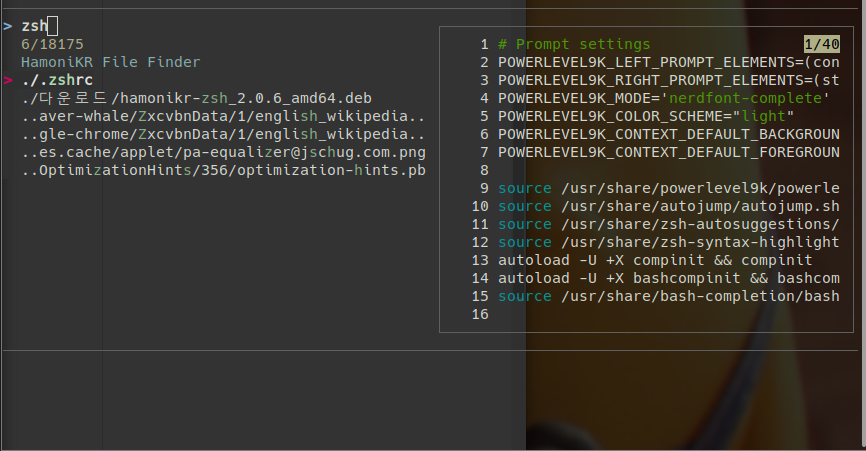 > zsh
6/18175
HamoniKR File Finder
> ./.zshrc
./다운로드/hamonikr-zsh_2.0.6_amd64.deb
..aver-whale/ZxcvbnData/1/english_wikipedia..
..gle-chrome/ZxcvbnData/1/english_wikipedia..
..es.cache/applet/pa-equalizer@jschug.com.png
..OptimizationHints/356/optimization-hints.pb
1 # Prompt settings 1/40
2 POWERLEVEL9K_LEFT_PROMPT_ELEMENTS=(con
3 POWERLEVEL9K_RIGHT_PROMPT_ELEMENTS=(st
4 POWERLEVEL9K_MODE='nerdfont-complete'
5 POWERLEVEL9K_COLOR_SCHEME="light"
6 POWERLEVEL9K_CONTEXT_DEFAULT_BACKGROUN
7 POWERLEVEL9K_CONTEXT_DEFAULT_FOREGROUN
8
9 source /usr/share/powerlevel9k/powerle
10 source /usr/share/autojump/autojump.sh
11 source /usr/share/zsh-autosuggestions/
12 source /usr/share/zsh-syntax-highlight
13 autoload -U +X compinit && compinit
14 autoload -U +X bashcompinit && bashcom
15 source /usr/share/bash-completion/bash
16